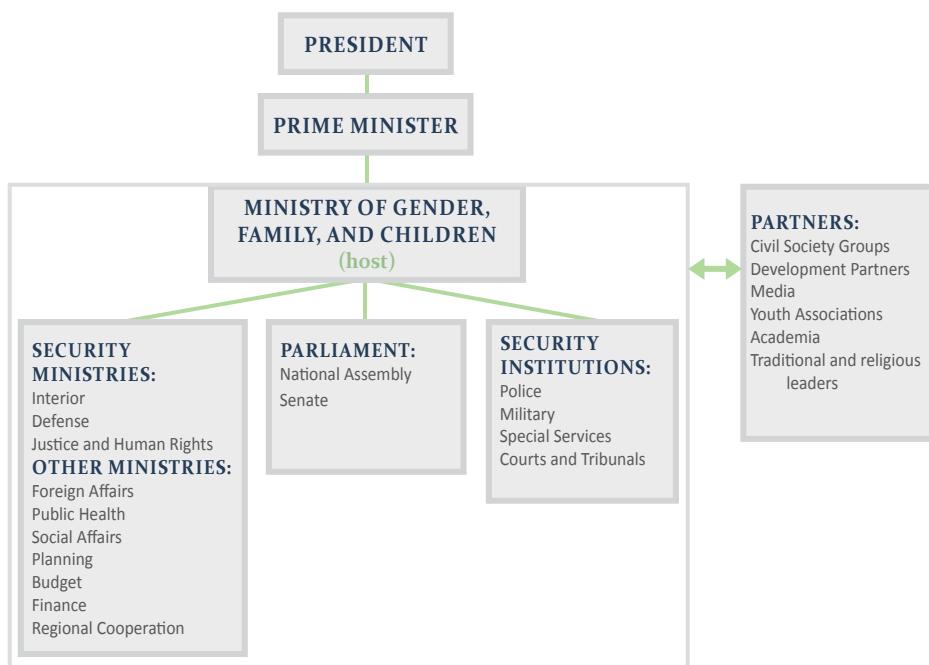 PRESIDENT
PRIME MINISTER
MINISTRY OF GENDER,
FAMILY, AND CHILDREN
(host)
SECURITY
MINISTRIES:
Interior
Defense
Justice and Human Rights
OTHER MINISTRIES:
Foreign Affairs
Public Health
Social Affairs
Planning
Budget
Finance
Regional Cooperation
PARLIAMENT:
National Assembly
Senate
SECURITY
INSTITUTIONS:
Police
Military
Special Services
Courts and Tribunals
PARTNERS:
Civil Society Groups
Development Partners
Media
Youth Associations
Academia
Traditional and religious
leaders